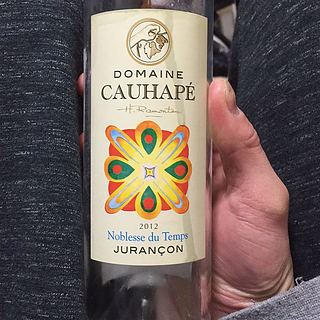 DOMAINE
CAUHAPÉ
H. Ramonteu
2012
Noblesse du Temps
JURANÇON